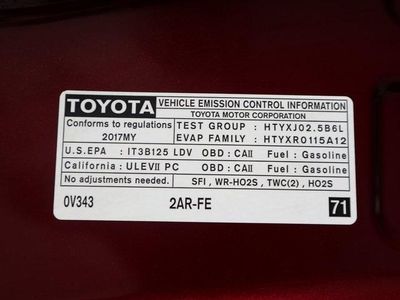 TOYOTA VEHICLE EMISSION CONTROL INFORMATION
TOYOTA MOTOR CORPORATION
Conforms to regulations TEST GROUP : HTYXJ02.5B6L
2017MY EVAP FAMILY : HTYXR0115A12
U.S.EPA : IT3B125 LDV OBD : CAII Fuel : Gasoline
California : ULEVII PC OBD : CAII Fuel : Gasoline
No adjustments needed. SFI , WR-HO2S , TWC(2) , HO2S
0V343 2AR-FE 71